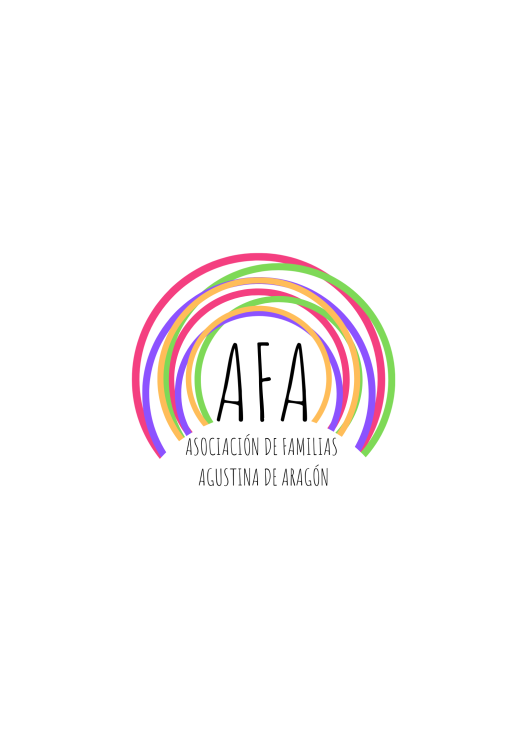 AFA
ASOCIACIÓN DE FAMILIAS
AGUSTINA DE ARAGÓN